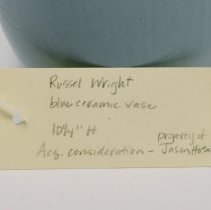 Russel Wright
blue ceramic vase
10¼" H
property of
Acq. consideration - Jason